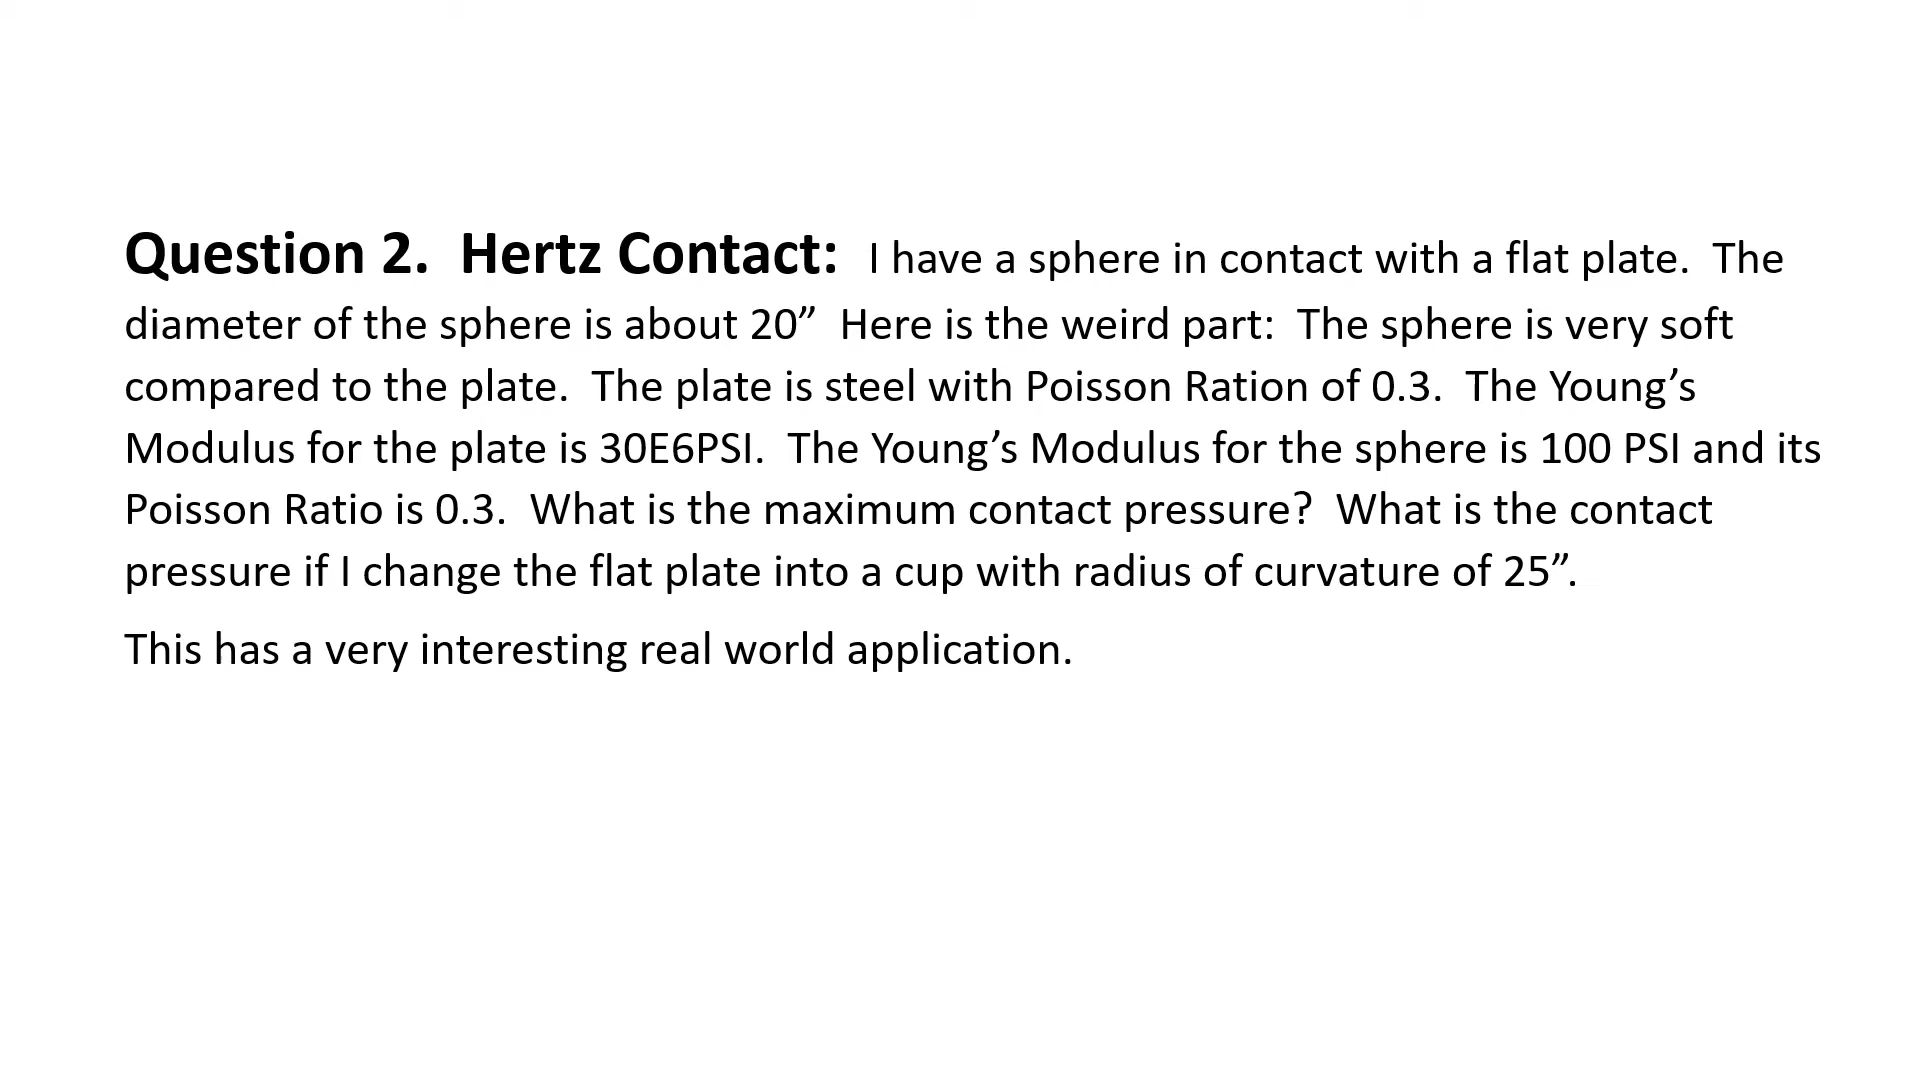 Question 2.  Hertz Contact:  I have a sphere in contact with a flat plate.  The
diameter of the sphere is about 20”  Here is the weird part:  The sphere is very soft
compared to the plate.  The plate is steel with Poisson Ration of 0.3.  The Young’s
Modulus for the plate is 30E6PSI.  The Young’s Modulus for the sphere is 100 PSI and its
Poisson Ratio is 0.3.  What is the maximum contact pressure?  What is the contact
pressure if I change the flat plate into a cup with radius of curvature of 25”.
This has a very interesting real world application.